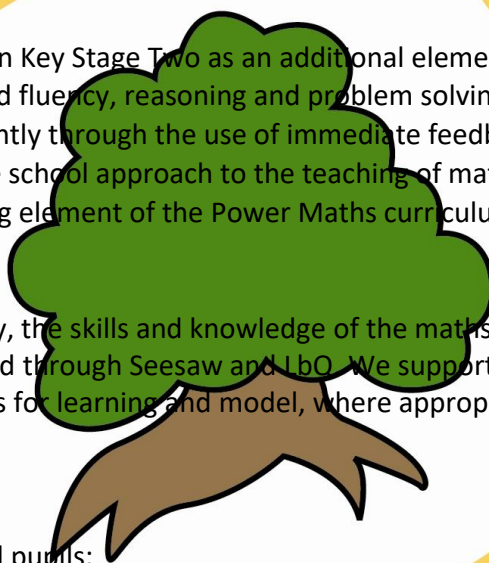 n Key Stage Two as an additional eleme
d fluency, reasoning and problem solvin
ntly through the use of immediate feedb
e school approach to the teaching of mat
g element of the Power Maths curriculu
y, the skills and knowledge of the maths
d through Seesaw and LbQ. We support
s for learning and model, where approp
d pupils: